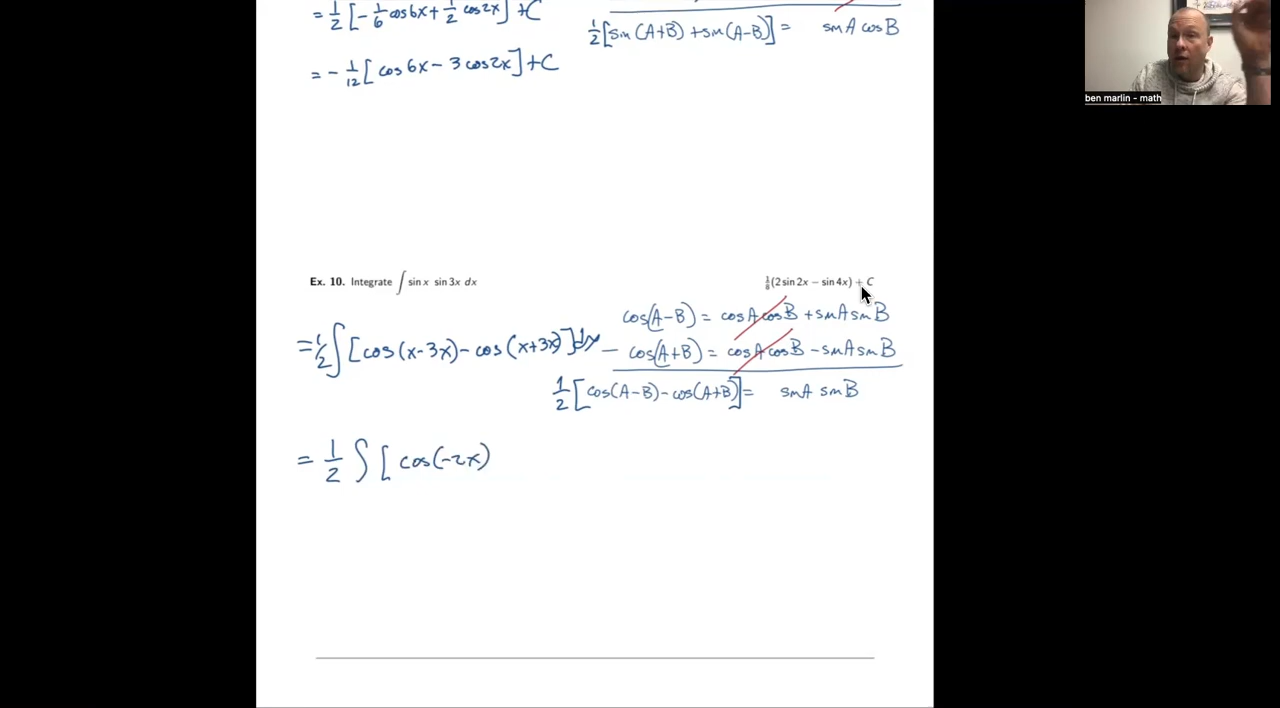 = 1/2 [ - 1/6 cos 6x + 1/2 cos 2x ] + C
1/2 [sin (A+B) + sin (A-B)] = sin A cos B
= - 1/12 [ cos 6x - 3 cos 2x ] + C
ben marlin - math
Ex. 10. Integrate ∫ sin x sin 3x dx
1/8 (2 sin 2x − sin 4x) + C
cos(A-B) = cos A cos B + sin A sin B
= 1/2 ∫ [cos (x-3x) - cos (x+3x)] dx
- cos(A+B) = cos A cos B - sin A sin B
1/2 [cos(A-B) - cos(A+B)] = sin A sin B
= 1/2 ∫ [ cos(-2x)